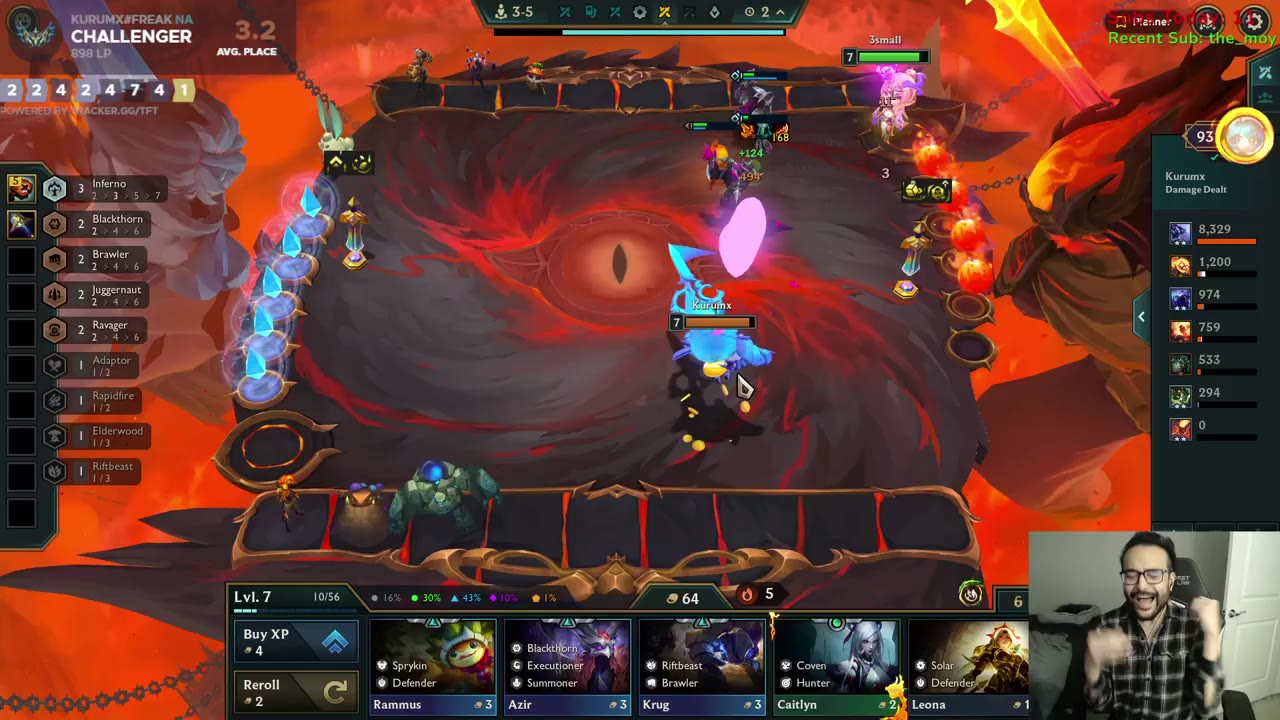 KURUMX#FREAK NA
CHALLENGER
898 LP
3.2
AVG. PLACE
2 2 4 2 4 7 4 1
POWERED BY TRACKER.GG/TFT
3-5
2
Planner
Recent Sub: the_moy
3small
7
11
168
+124
494
3
93
Kurumx
Damage Dealt
8,329
1,200
974
759
533
294
0
3 Inferno
2 > 3 > 5 > 7
2 Blackthorn
2 > 4 > 6
2 Brawler
2 > 4 > 6
2 Juggernaut
2 > 4 > 6
2 Ravager
2 > 4 > 6
1 Adaptor
1 / 2
1 Rapidfire
1 / 2
1 Elderwood
1 / 3
1 Riftbeast
1 / 3
Kurumx
7
Lvl. 7
10/56
16% 30% 43% 10% 1%
64
5
6
Buy XP
4
Reroll
2
Sprykin
Defender
Rammus 3
Blackthorn
Executioner
Summoner
Azir 3
Riftbeast
Brawler
Krug 3
Coven
Hunter
Caitlyn 2
Solar
Defender
Leona 1